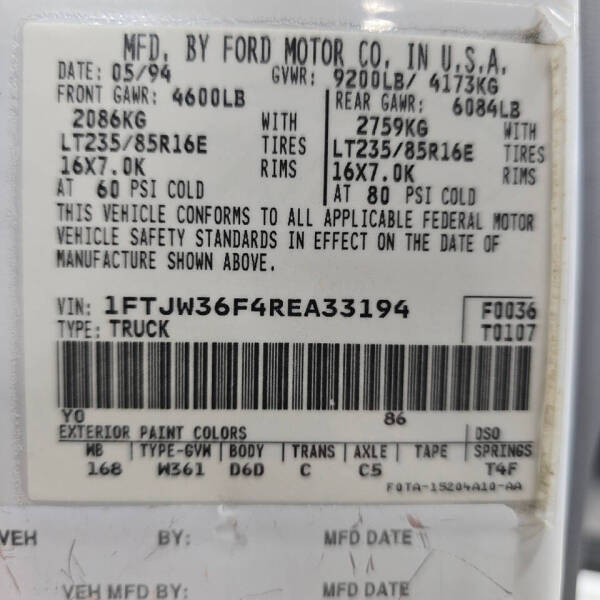 MFD. BY FORD MOTOR CO. IN U.S.A.
DATE: 05/94 GVWR: 9200LB/ 4173KG
FRONT GAWR: 4600LB REAR GAWR: 6084LB
2086KG WITH 2759KG WITH
LT235/85R16E TIRES LT235/85R16E TIRES
16X7.0K RIMS 16X7.0K RIMS
AT 60 PSI COLD AT 80 PSI COLD
THIS VEHICLE CONFORMS TO ALL APPLICABLE FEDERAL MOTOR
VEHICLE SAFETY STANDARDS IN EFFECT ON THE DATE OF
MANUFACTURE SHOWN ABOVE.
VIN: 1FTJW36F4REA33194 F0036
TYPE: TRUCK T0107
YO 86
EXTERIOR PAINT COLORS DSO
WB TYPE-GVW BODY TRANS AXLE TAPE SPRINGS
168 W361 D6D C C5 T4F
F0TA-15204A10-AA
VEH BY: MFD DATE
VEH MFD BY: MFD DATE